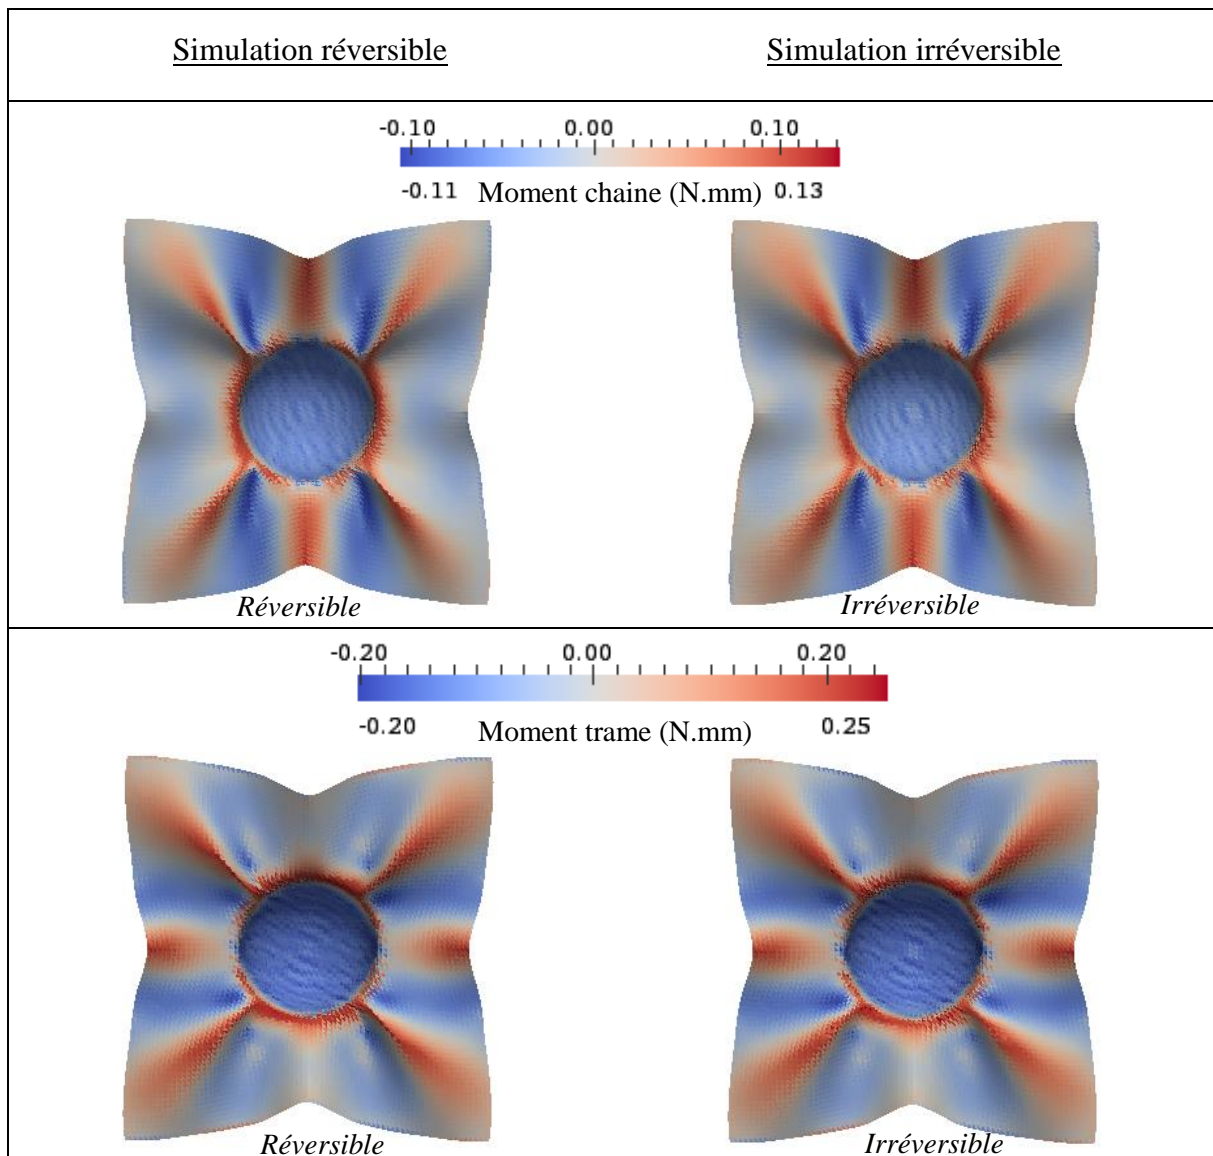 Simulation réversible Simulation irréversible
-0.10 0.00 0.10
-0.11 Moment chaine (N.mm) 0.13
Réversible Irréversible
-0.20 0.00 0.20
-0.20 Moment trame (N.mm) 0.25
Réversible Irréversible